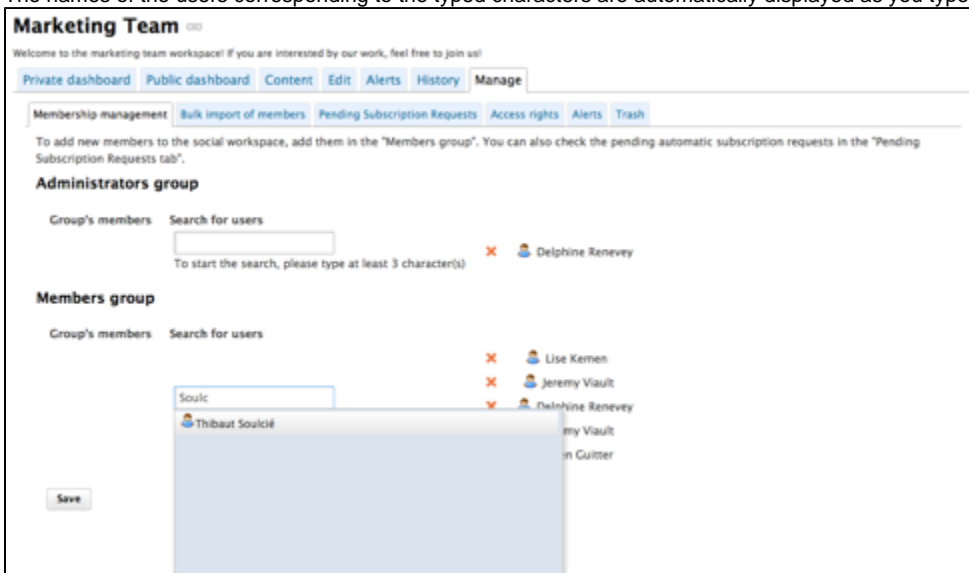 The names of the users corresponding to the typed characters are automatically displayed as you type
Marketing Team
Welcome to the marketing team workspace! If you are interested by our work, feel free to join us!
Private dashboard Public dashboard Content Edit Alerts History Manage
Membership management Bulk import of members Pending Subscription Requests Access rights Alerts Trash
To add new members to the social workspace, add them in the "Members group". You can also check the pending automatic subscription requests in the "Pending
Subscription Requests tab".
Administrators group
Group's members Search for users
Delphine Renevey
To start the search, please type at least 3 character(s)
Members group
Group's members Search for users
Lise Kemen
Jeremy Viault
Soulc
Delphine Renevey
Thibaut Soulcié
my Viault
n Guitter
Save